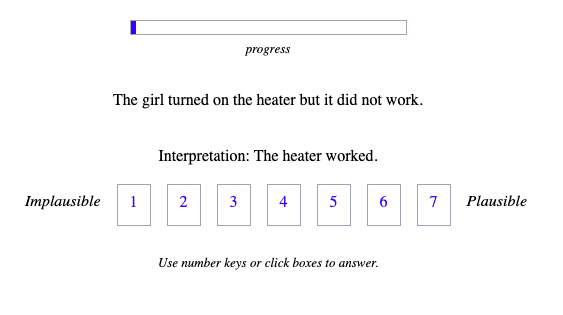 progress
The girl turned on the heater but it did not work.
Interpretation: The heater worked.
Implausible 1 2 3 4 5 6 7 Plausible
Use number keys or click boxes to answer.